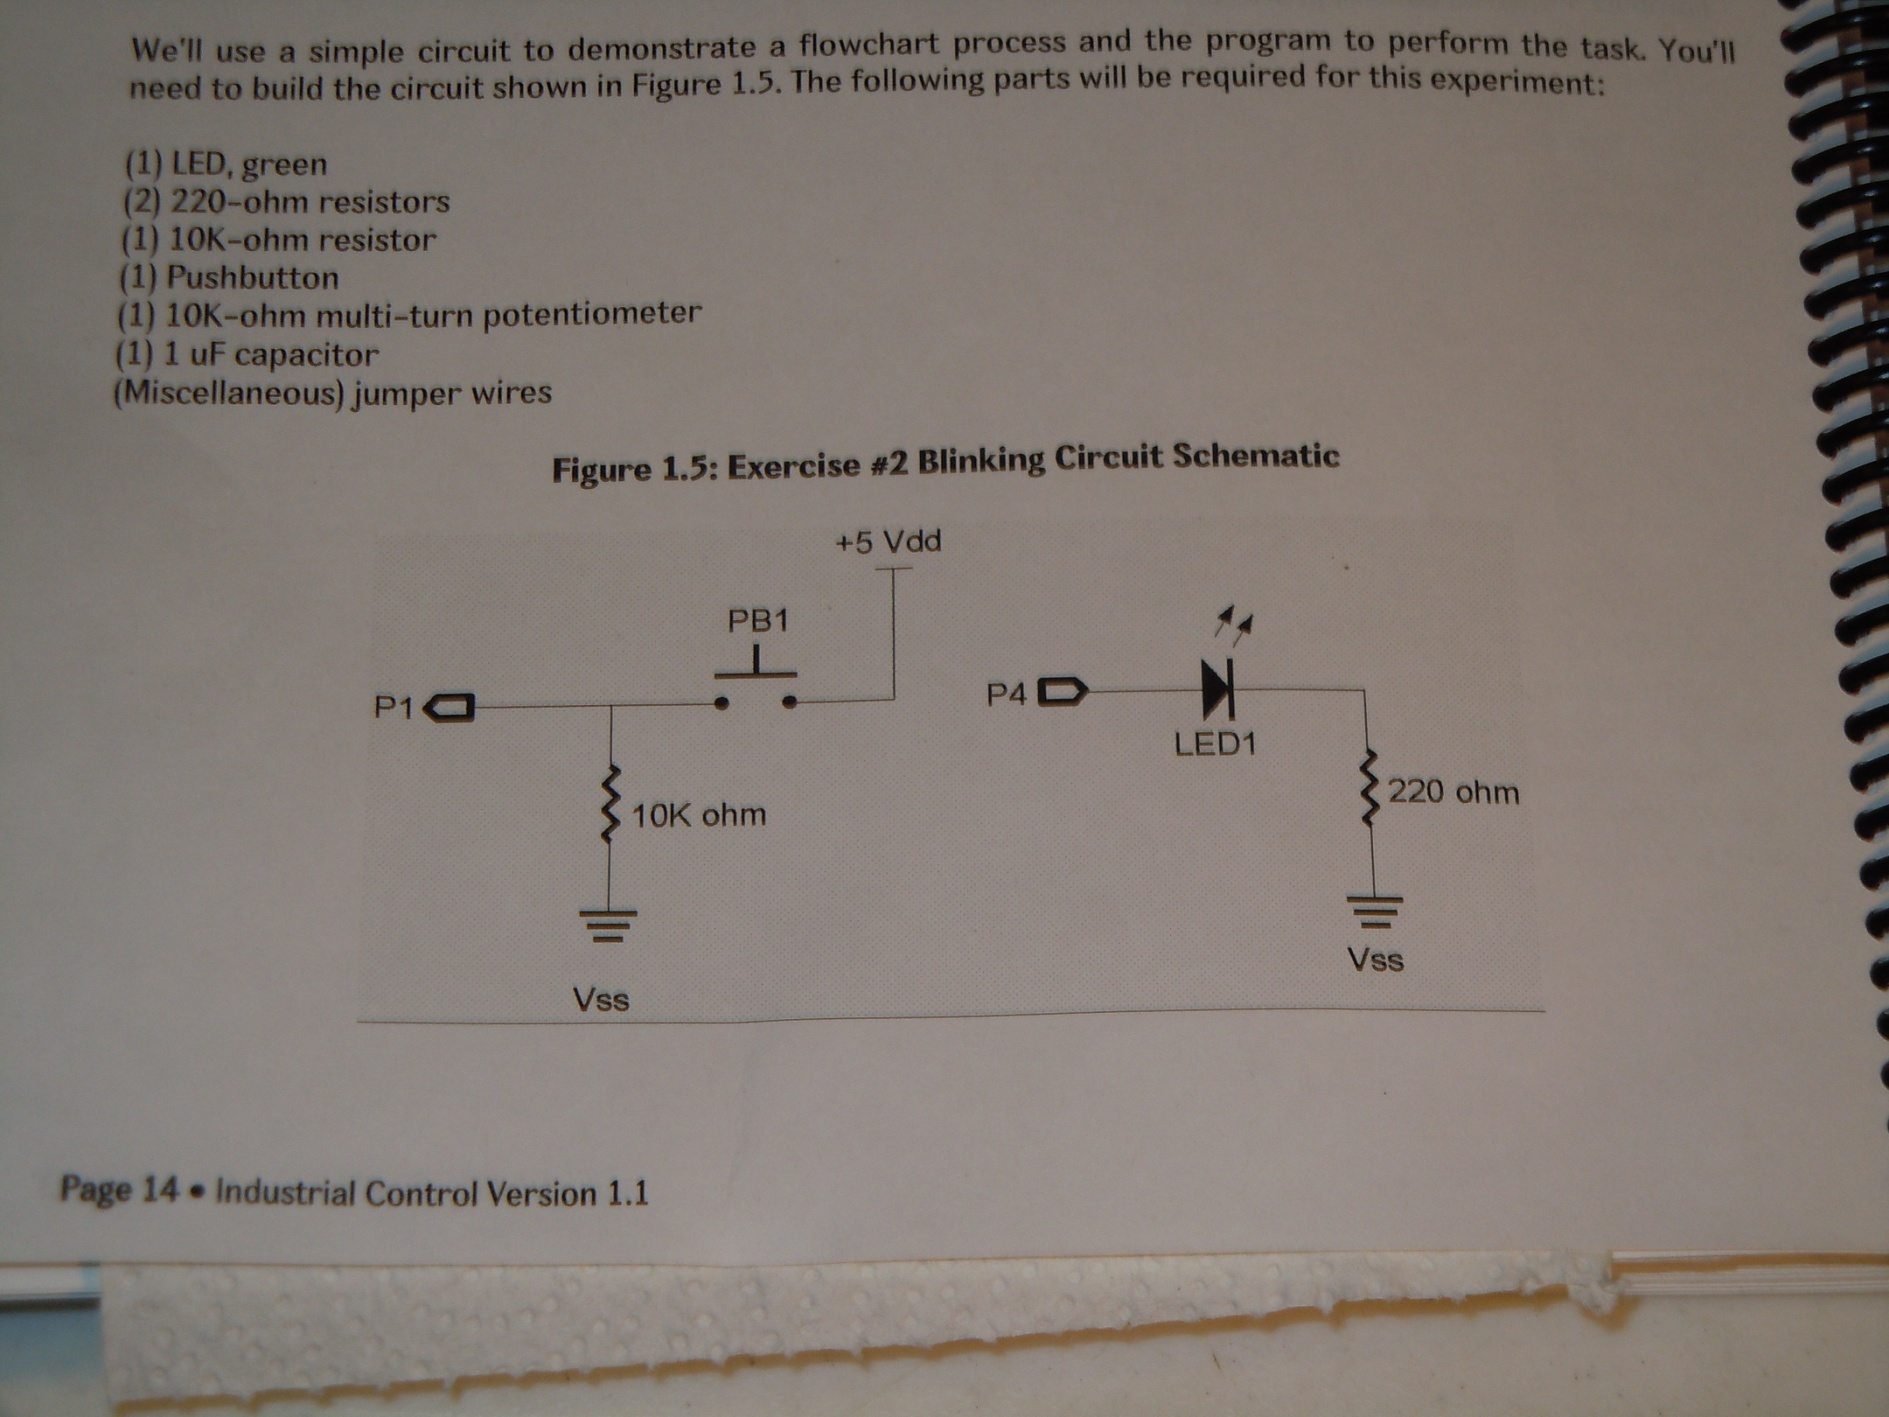 We'll use a simple circuit to demonstrate a flowchart process and the program to perform the task. You'll
need to build the circuit shown in Figure 1.5. The following parts will be required for this experiment:
(1) LED, green
(2) 220-ohm resistors
(1) 10K-ohm resistor
(1) Pushbutton
(1) 10K-ohm multi-turn potentiometer
(1) 1 uF capacitor
(Miscellaneous) jumper wires
Figure 1.5: Exercise #2 Blinking Circuit Schematic
+5 Vdd
PB1
P1
10K ohm
Vss
P4
LED1
220 ohm
Vss
Page 14 • Industrial Control Version 1.1